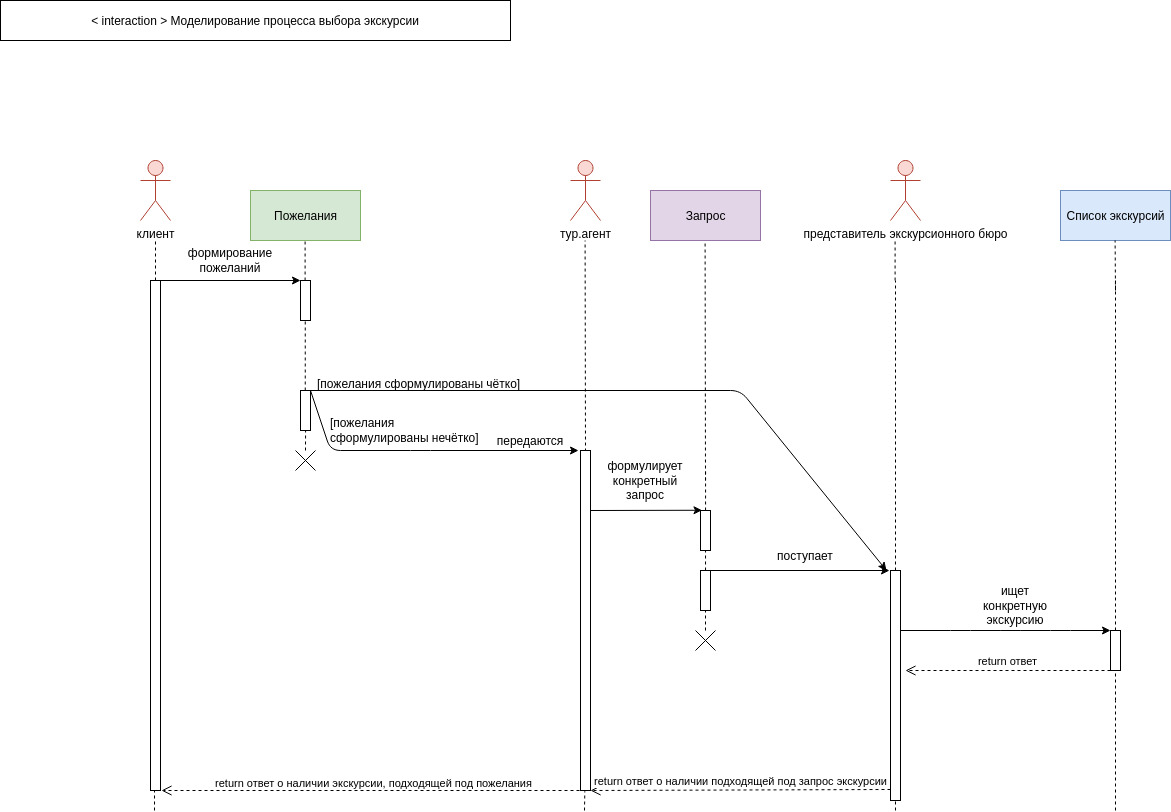 < interaction > Моделирование процесса выбора экскурсии
Пожелания
Запрос
Список экскурсий
клиент
тур.агент
представитель экскурсионного бюро
формирование
пожеланий
[пожелания сформулированы чётко]
[пожелания
сформулированы нечётко]
передаются
формулирует
конкретный
запрос
поступает
ищет
конкретную
экскурсию
return ответ
return ответ о наличии подходящей под запрос экскурсии
return ответ о наличии экскурсии, подходящей под пожелания